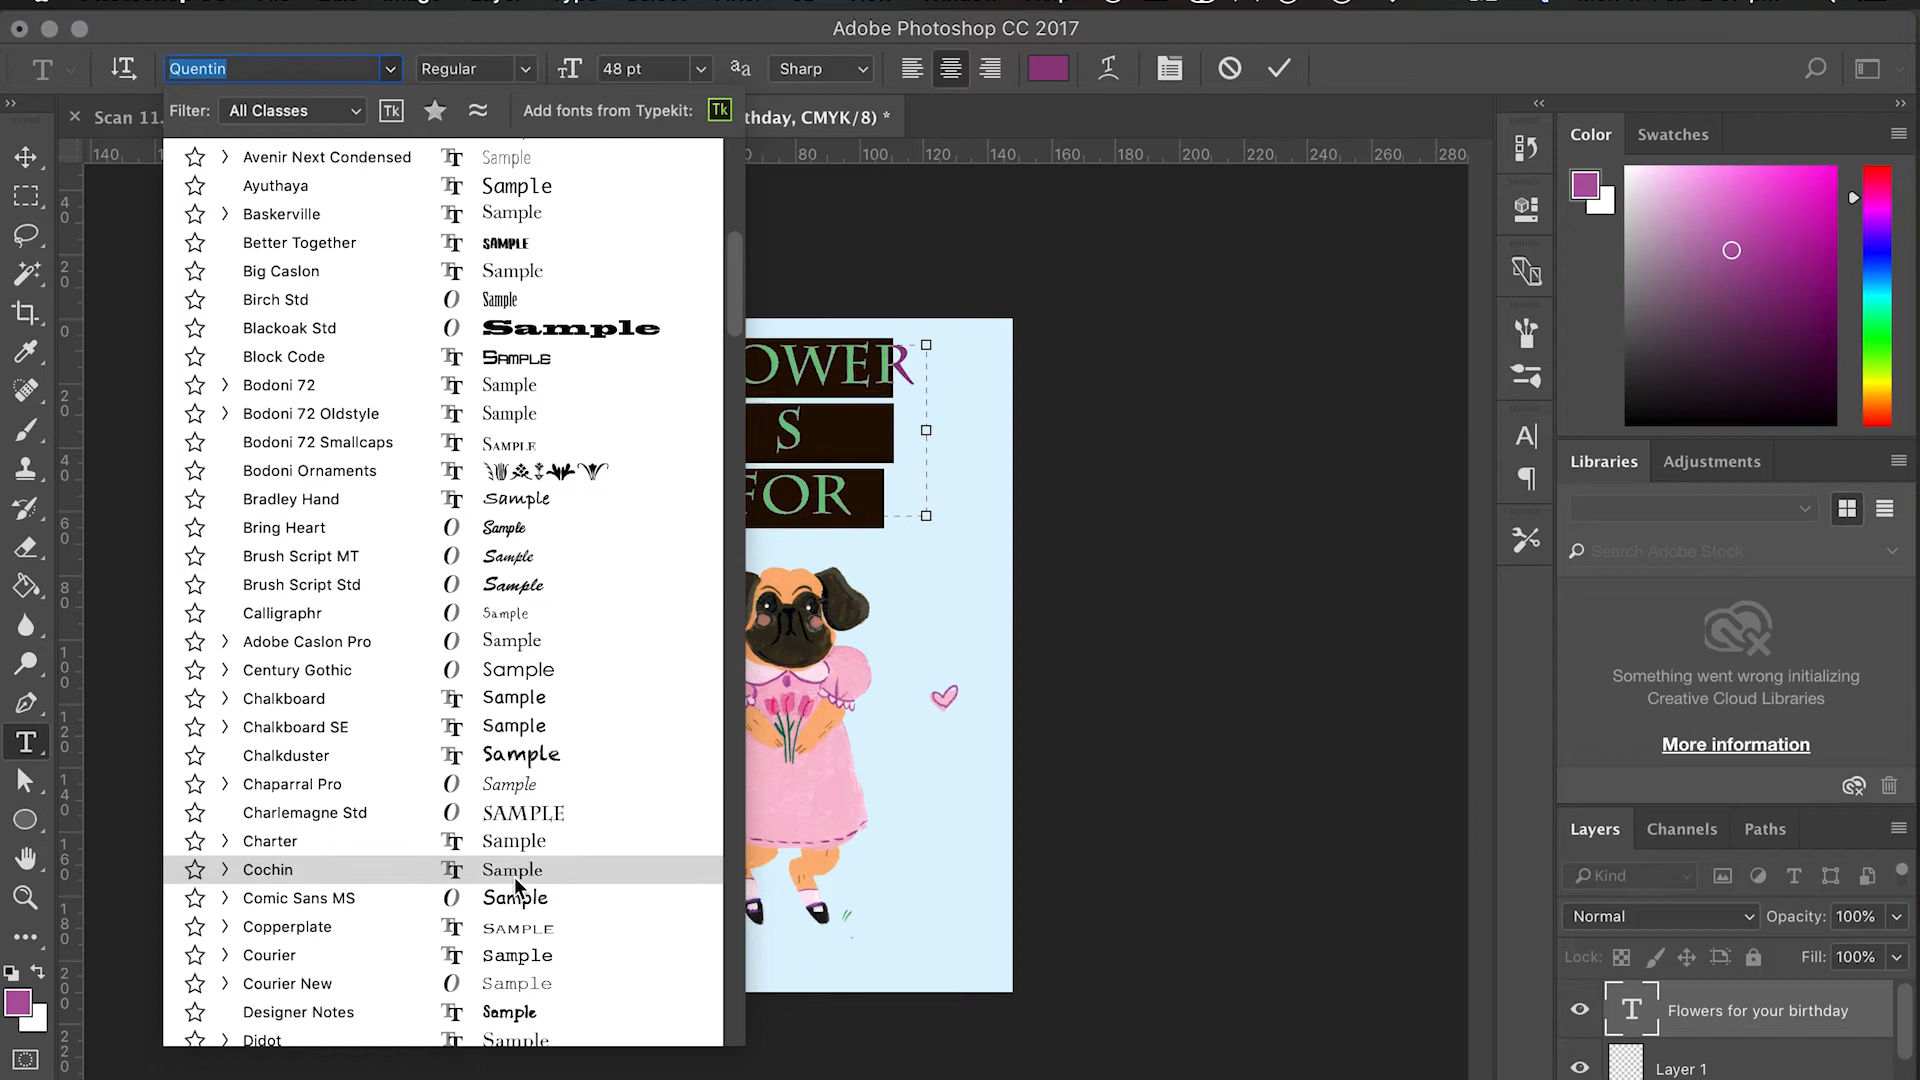 Adobe Photoshop CC 2017
Quentin Regular 48 pt Sharp
Filter: All Classes Tk Add fonts from Typekit: Tk
Scan 11. thday, CMYK/8) *
140 80 100 120 140 160 180 200 220 240 260 280
Avenir Next Condensed Sample
Ayuthaya Sample
Baskerville Sample
Better Together SAMPLE
Big Caslon Sample
Birch Std Sample
Blackoak Std Sample
Block Code SAMPLE
Bodoni 72 Sample
Bodoni 72 Oldstyle Sample
Bodoni 72 Smallcaps SAMPLE
Bodoni Ornaments
Bradley Hand Sample
Bring Heart Sample
Brush Script MT Sample
Brush Script Std Sample
Calligraphr Sample
Adobe Caslon Pro Sample
Century Gothic Sample
Chalkboard Sample
Chalkboard SE Sample
Chalkduster Sample
Chaparral Pro Sample
Charlemagne Std SAMPLE
Charter Sample
Cochin Sample
Comic Sans MS Sample
Copperplate SAMPLE
Courier Sample
Courier New Sample
Designer Notes Sample
Didot Sample
OWER
S
FOR
Color Swatches
Libraries Adjustments
Search Adobe Stock
Something went wrong initializing
Creative Cloud Libraries
More information
Layers Channels Paths
Kind
Normal Opacity: 100%
Lock: Fill: 100%
Flowers for your birthday
Layer 1